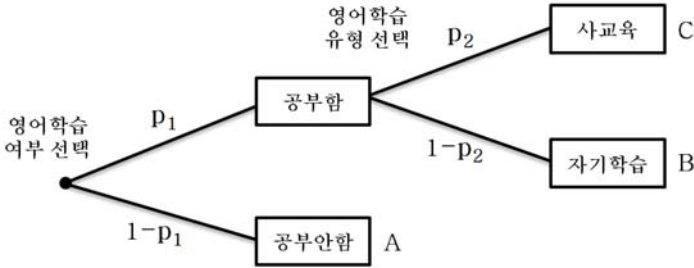 영어학습
유형 선택
p₂
사교육 C
공부함
p₁
영어학습
여부 선택
1-p₂
자기학습 B
1-p₁
공부안함 A